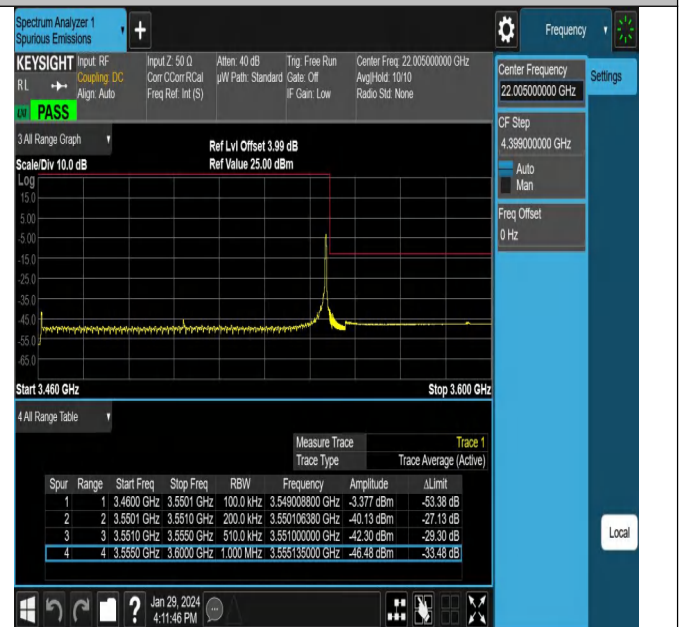 Spectrum Analyzer 1
Spurious Emissions
Frequency
KEYSIGHT Input: RF Input Z: 50 Ω Atten: 40 dB Trig: Free Run Center Freq: 22.005000000 GHz
RL Coupling: DC Corr CCorr RCal µW Path: Standard Gate: Off Avg|Hold: 10/10
Align: Auto Freq Ref: Int (S) IF Gain: Low Radio Std: None
PASS
Center Frequency
22.005000000 GHz
Settings
CF Step
4.399000000 GHz
Auto
Man
Freq Offset
0 Hz
3 All Range Graph
Ref Lvl Offset 3.99 dB
Scale/Div 10.0 dB Ref Value 25.00 dBm
Log
15.0
5.00
-5.00
-15.0
-25.0
-35.0
-45.0
-55.0
-65.0
Start 3.460 GHz Stop 3.600 GHz
4 All Range Table
Measure Trace Trace 1
Trace Type Trace Average (Active)
Spur Range Start Freq Stop Freq RBW Frequency Amplitude ΔLimit
1 1 3.4600 GHz 3.5501 GHz 100.0 kHz 3.549008800 GHz -3.377 dBm -53.38 dB
2 2 3.5501 GHz 3.5510 GHz 200.0 kHz 3.550106380 GHz -40.13 dBm -27.13 dB
3 3 3.5510 GHz 3.5550 GHz 510.0 kHz 3.551000000 GHz -42.30 dBm -29.30 dB
4 4 3.5550 GHz 3.6000 GHz 1.000 MHz 3.555135000 GHz -46.48 dBm -33.48 dB
Local
Jan 29, 2024
4:11:46 PM